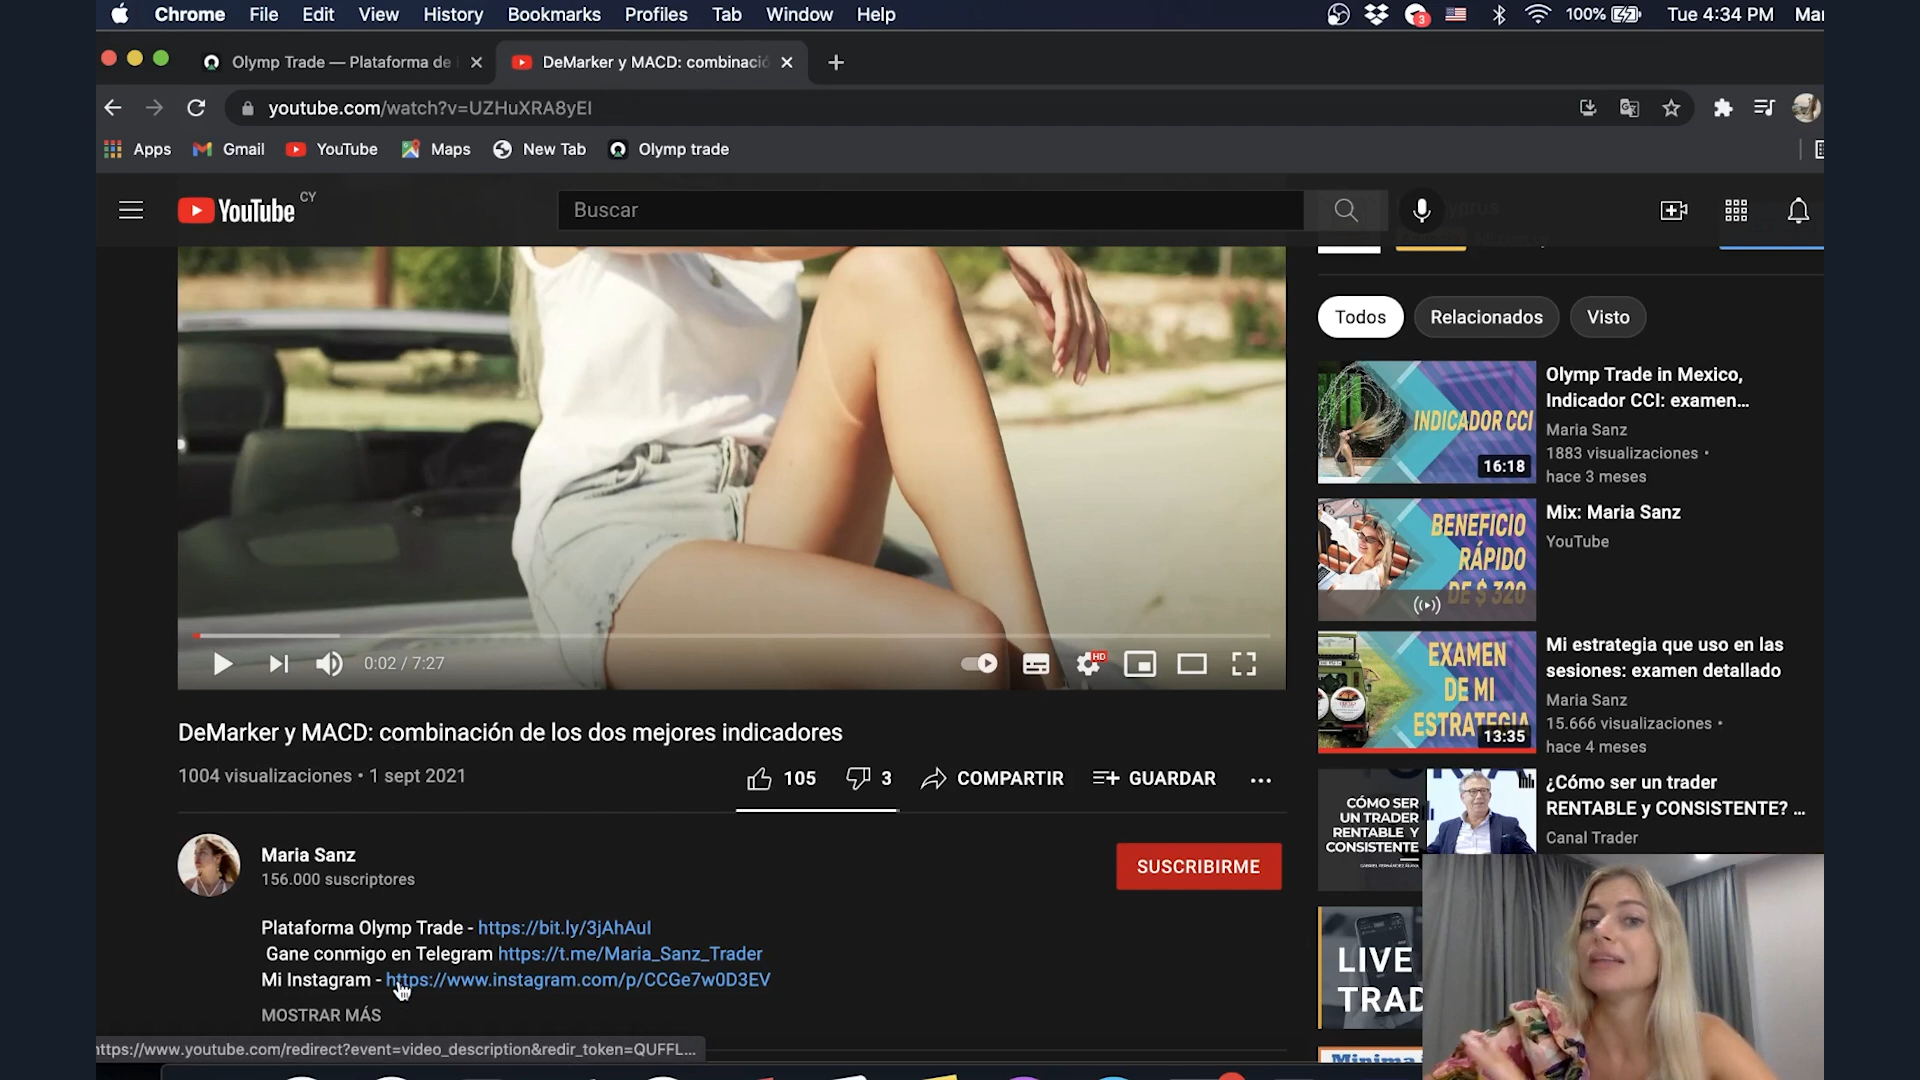 Chrome File Edit View History Bookmarks Profiles Tab Window Help
3 100% Tue 4:34 PM Mar
Olymp Trade — Plataforma de
DeMarker y MACD: combinació
youtube.com/watch?v=UZHuXRA8yEI
Apps Gmail YouTube Maps New Tab Olymp trade
YouTube CY
Buscar
Todos Relacionados Visto
INDICADOR CCI
16:18
Olymp Trade in Mexico,
Indicador CCI: examen...
Maria Sanz
1883 visualizaciones •
hace 3 meses
BENEFICIO
RÁPIDO
DE $ 320
Mix: Maria Sanz
YouTube
EXAMEN
DE MI
ESTRATEGIA
13:35
Mi estrategia que uso en las
sesiones: examen detallado
Maria Sanz
15.666 visualizaciones •
hace 4 meses
CÓMO SER
UN TRADER
RENTABLE Y
CONSISTENTE
¿Cómo ser un trader
RENTABLE y CONSISTENTE? ...
Canal Trader
LIVE
TRAD
0:02 / 7:27
HD
DeMarker y MACD: combinación de los dos mejores indicadores
1004 visualizaciones • 1 sept 2021
105 3 COMPARTIR GUARDAR
Maria Sanz
156.000 suscriptores
SUSCRIBIRME
Plataforma Olymp Trade - https://bit.ly/3jAhAul
Gane conmigo en Telegram https://t.me/Maria_Sanz_Trader
Mi Instagram - https://www.instagram.com/p/CCGe7w0D3EV
MOSTRAR MÁS
ttps://www.youtube.com/redirect?event=video_description&redir_token=QUFFL...